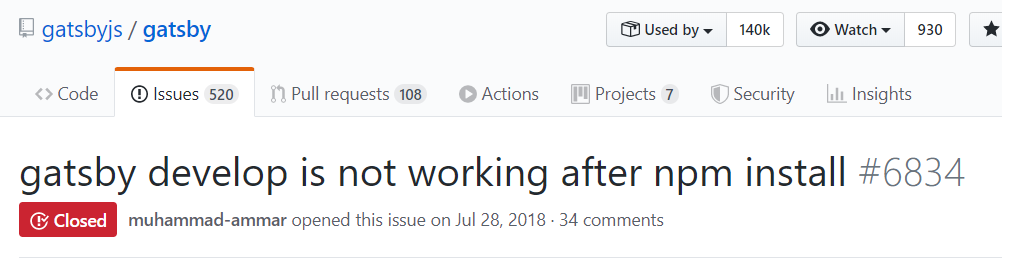 gatsbyjs / gatsby
Used by 140k
Watch 930
Code Issues 520 Pull requests 108 Actions Projects 7 Security Insights
gatsby develop is not working after npm install #6834
Closed muhammad-ammar opened this issue on Jul 28, 2018 · 34 comments